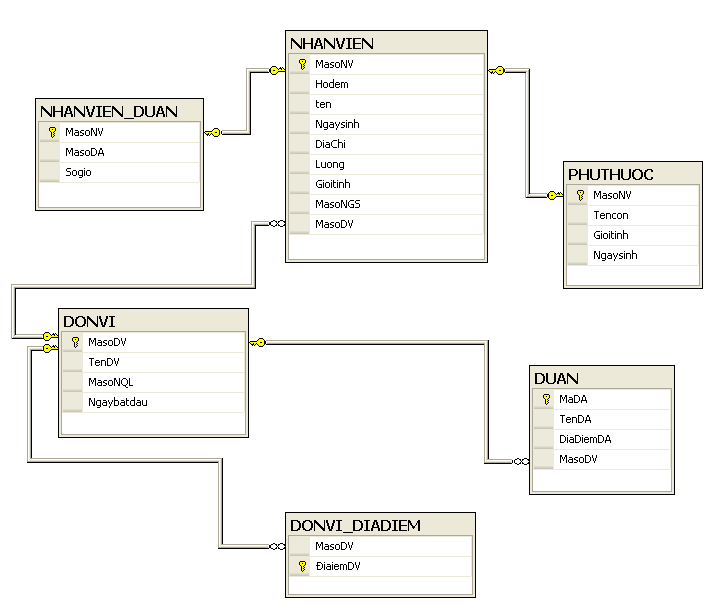 NHANVIEN
MasoNV
Hodem
ten
Ngaysinh
DiaChi
Luong
Gioitinh
MasoNGS
MasoDV
NHANVIEN_DUAN
MasoNV
MasoDA
Sogio
PHUTHUOC
MasoNV
Tencon
Gioitinh
Ngaysinh
DONVI
MasoDV
TenDV
MasoNQL
Ngaybatdau
DUAN
MaDA
TenDA
DiaDiemDA
MasoDV
DONVI_DIADIEM
MasoDV
ĐiaiemDV